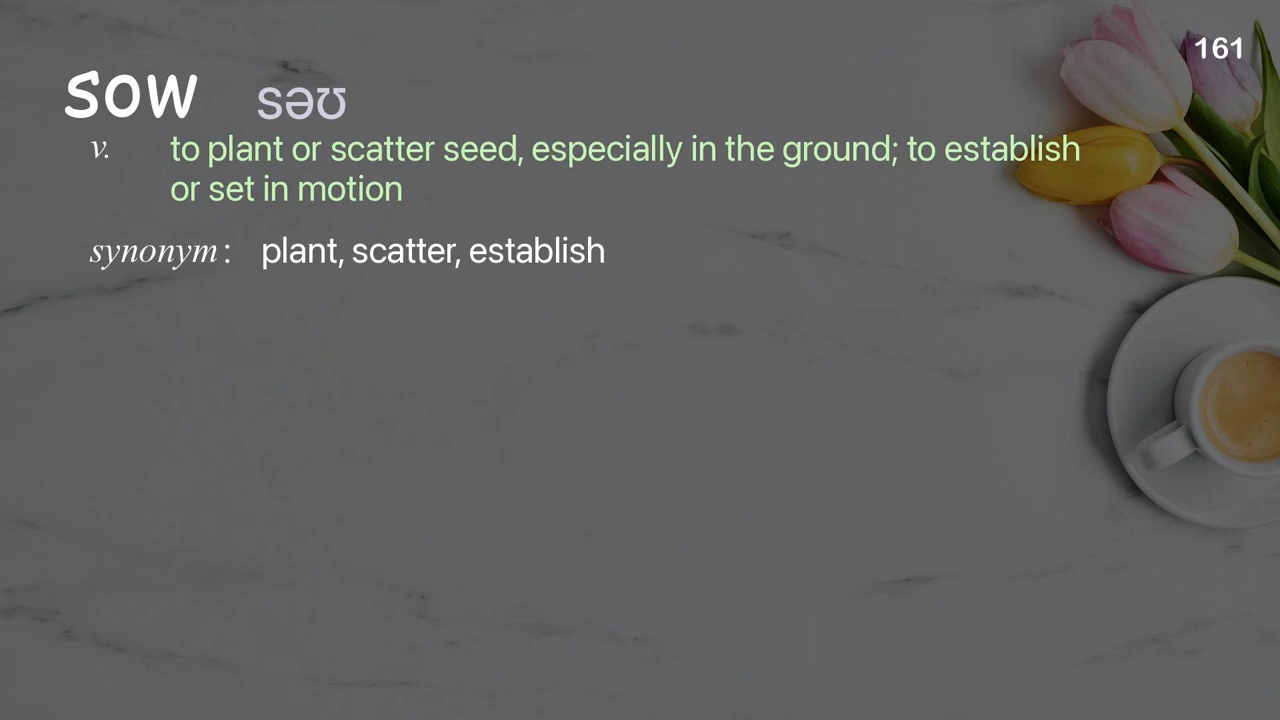 161
sow səʊ
v. to plant or scatter seed, especially in the ground; to establish
or set in motion
synonym: plant, scatter, establish